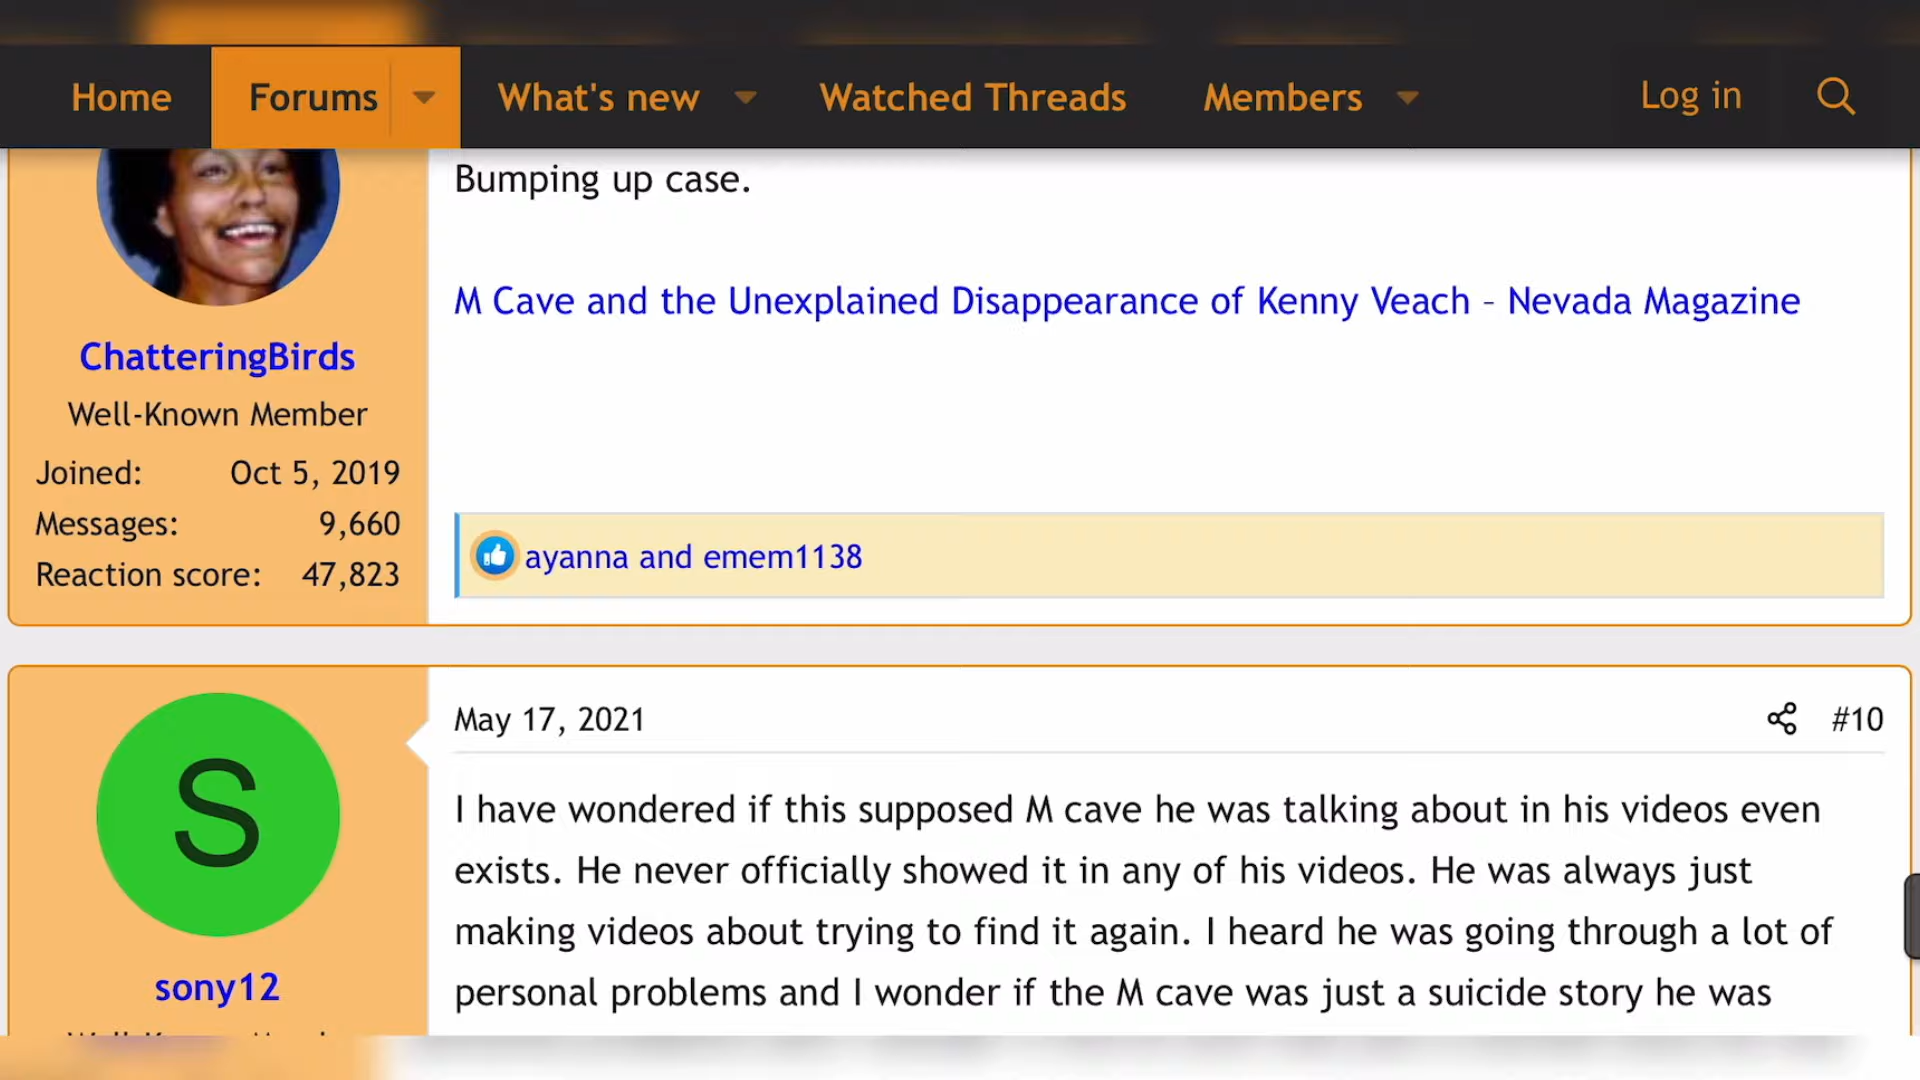 Home Forums What's new Watched Threads Members Log in
Bumping up case.
M Cave and the Unexplained Disappearance of Kenny Veach – Nevada Magazine
ChatteringBirds
Well-Known Member
Joined: Oct 5, 2019
Messages: 9,660
Reaction score: 47,823
ayanna and emem1138
S
sony12
May 17, 2021 #10
I have wondered if this supposed M cave he was talking about in his videos even
exists. He never officially showed it in any of his videos. He was always just
making videos about trying to find it again. I heard he was going through a lot of
personal problems and I wonder if the M cave was just a suicide story he was